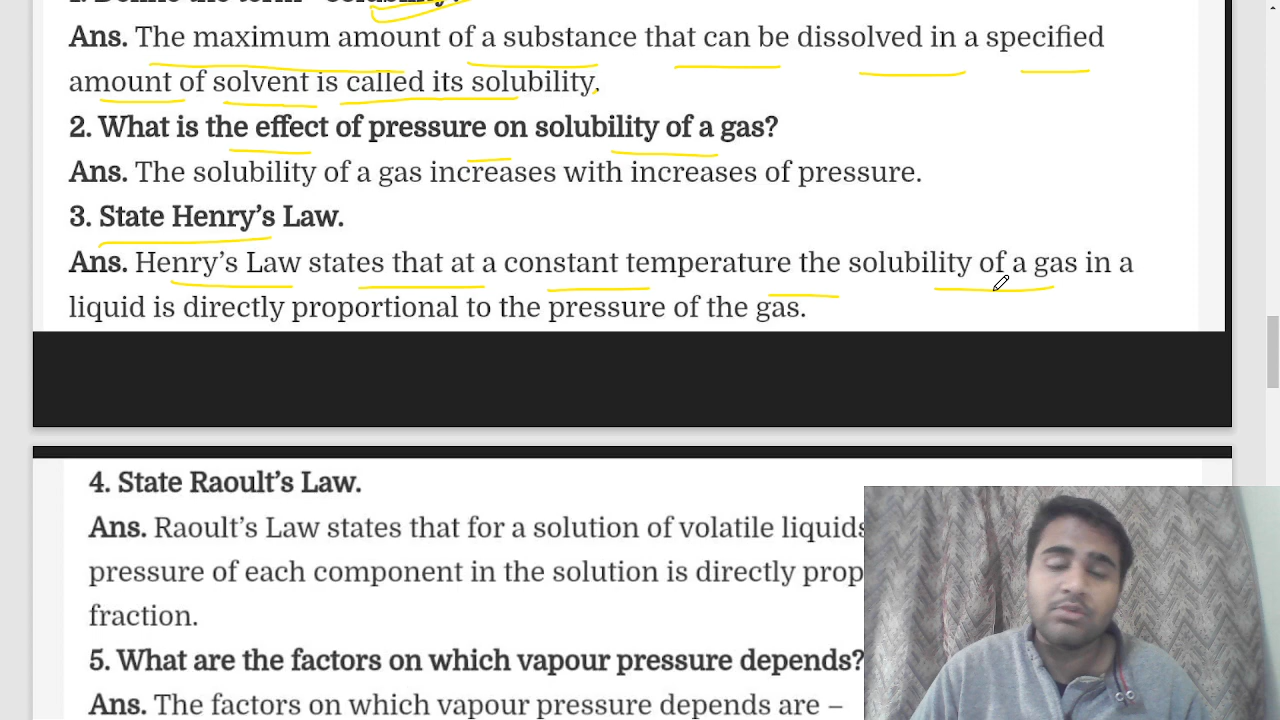 Ans. The maximum amount of a substance that can be dissolved in a specified
amount of solvent is called its solubility.
2. What is the effect of pressure on solubility of a gas?
Ans. The solubility of a gas increases with increases of pressure.
3. State Henry’s Law.
Ans. Henry’s Law states that at a constant temperature the solubility of a gas in a
liquid is directly proportional to the pressure of the gas.
4. State Raoult’s Law.
Ans. Raoult’s Law states that for a solution of volatile liquids
pressure of each component in the solution is directly prop
fraction.
5. What are the factors on which vapour pressure depends?
Ans. The factors on which vapour pressure depends are –